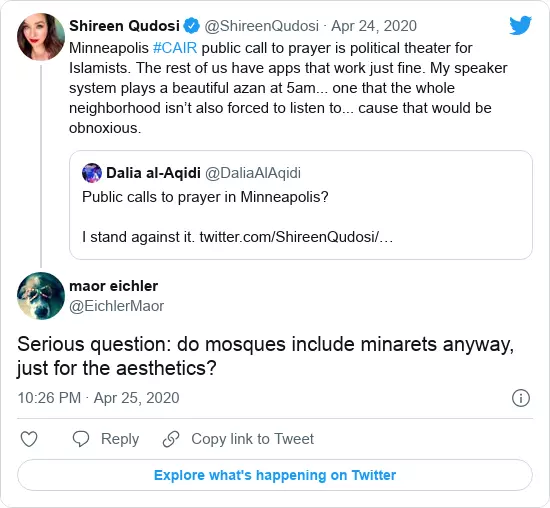 Shireen Qudosi @ShireenQudosi · Apr 24, 2020
Minneapolis #CAIR public call to prayer is political theater for
Islamists. The rest of us have apps that work just fine. My speaker
system plays a beautiful azan at 5am... one that the whole
neighborhood isn’t also forced to listen to... cause that would be
obnoxious.
Dalia al-Aqidi @DaliaAlAqidi
Public calls to prayer in Minneapolis?
I stand against it. twitter.com/ShireenQudosi/…
maor eichler
@EichlerMaor
Serious question: do mosques include minarets anyway,
just for the aesthetics?
10:26 PM · Apr 25, 2020
Reply Copy link to Tweet
Explore what's happening on Twitter